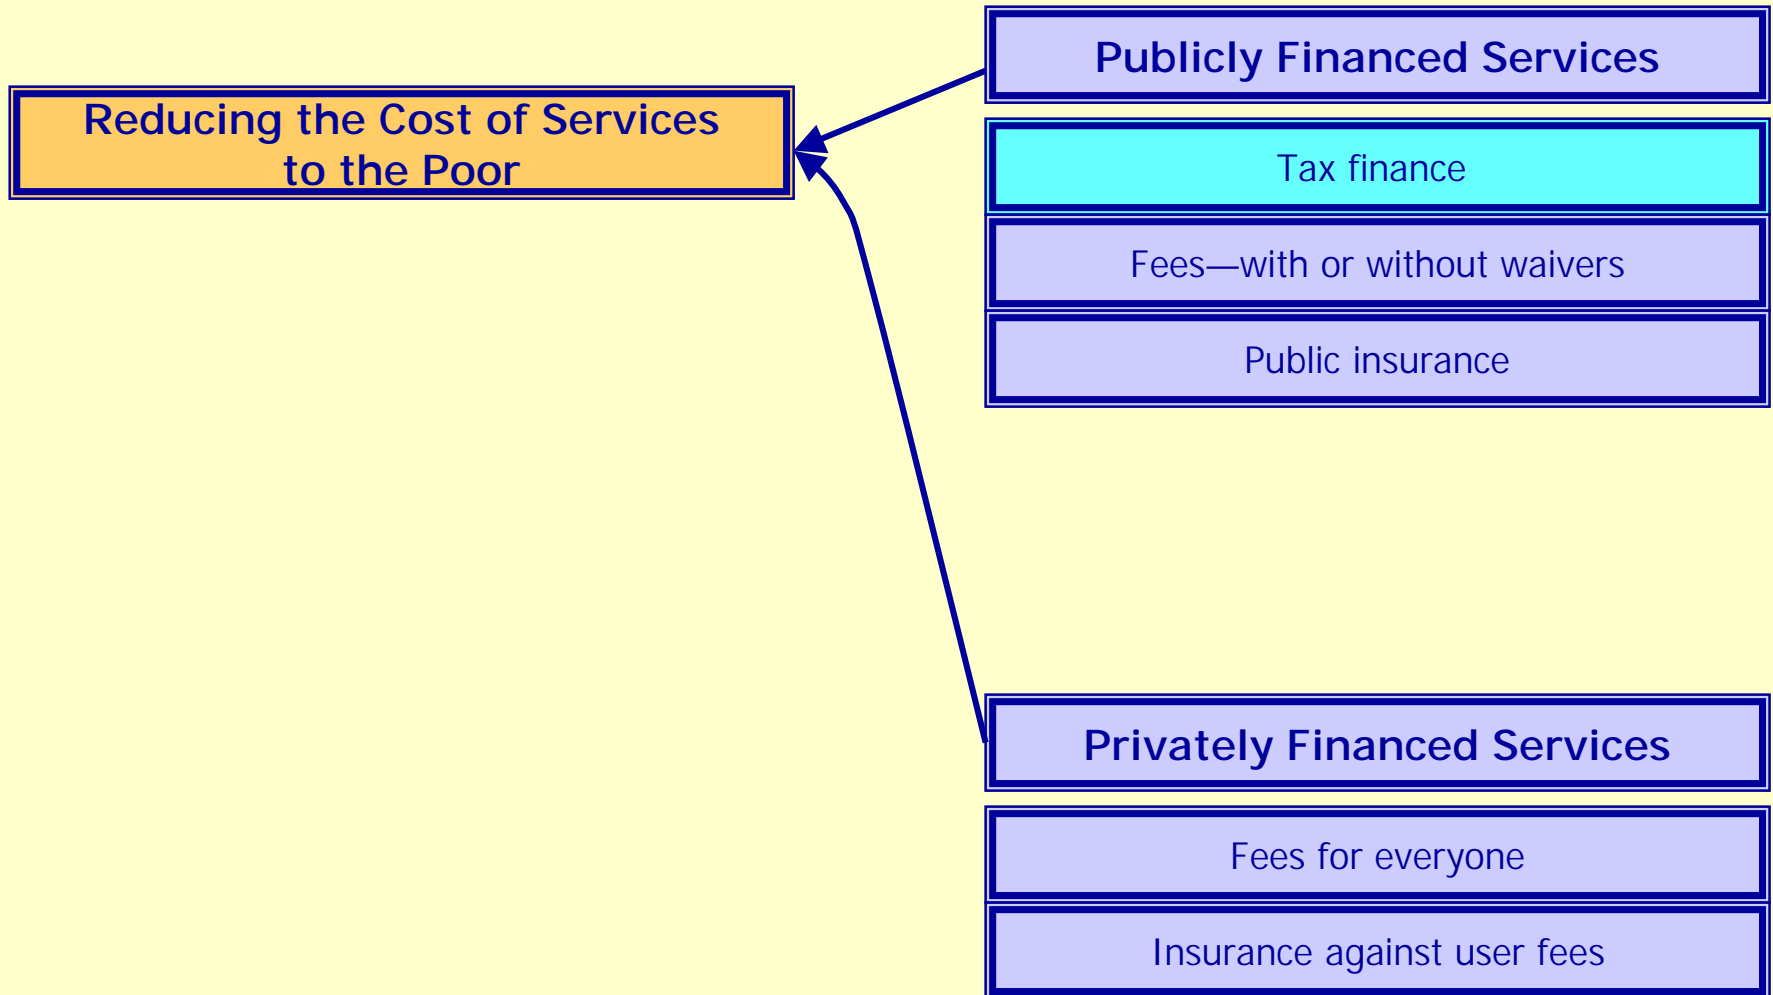 Reducing the Cost of Services
to the Poor
Publicly Financed Services
Tax finance
Fees—with or without waivers
Public insurance
Privately Financed Services
Fees for everyone
Insurance against user fees